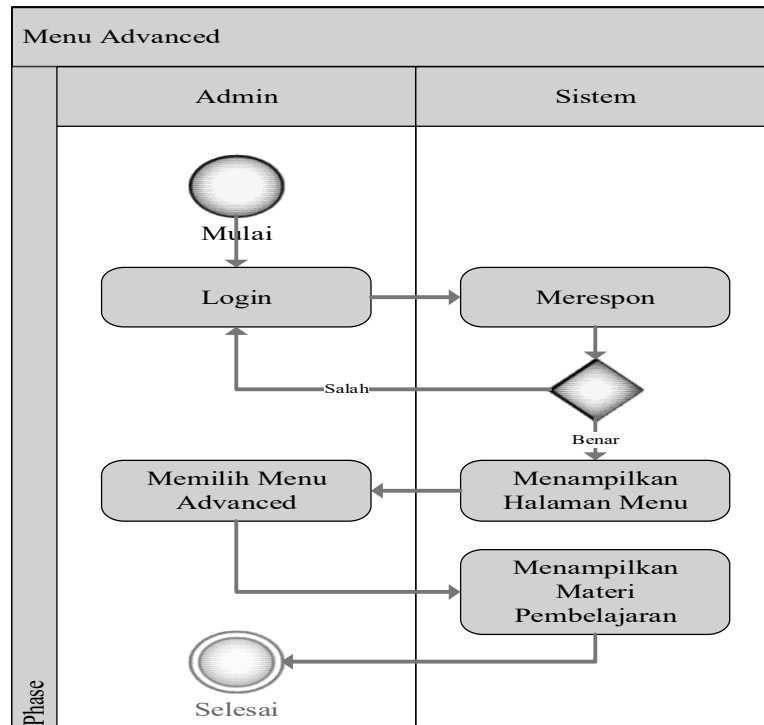 Menu Advanced
Admin
Sistem
Mulai
Login
Merespon
Salah
Benar
Memilih Menu
Advanced
Menampilkan
Halaman Menu
Menampilkan
Materi
Pembelajaran
Selesai
Phase